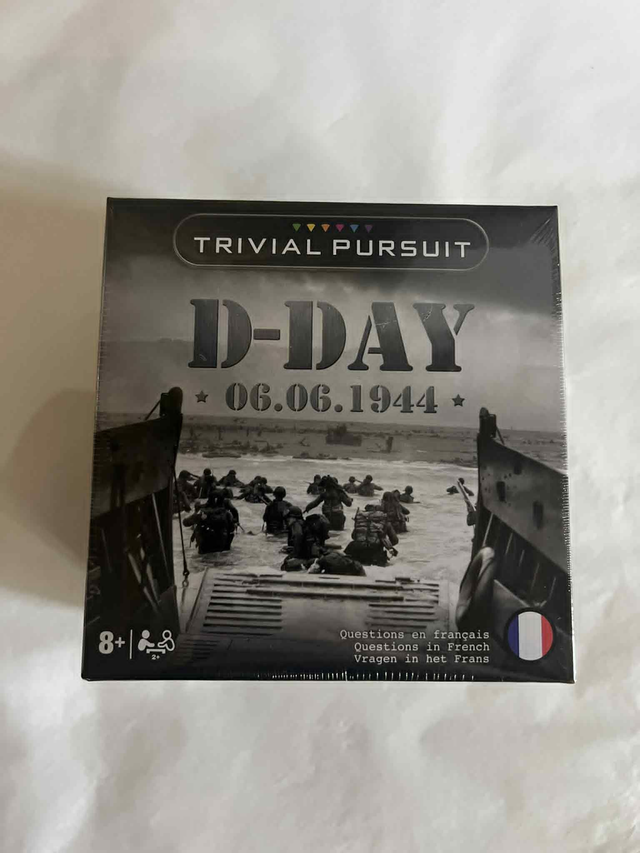 TRIVIAL PURSUIT
D-DAY
06.06.1944
8+
2+
Questions en français
Questions in French
Vragen in het Frans